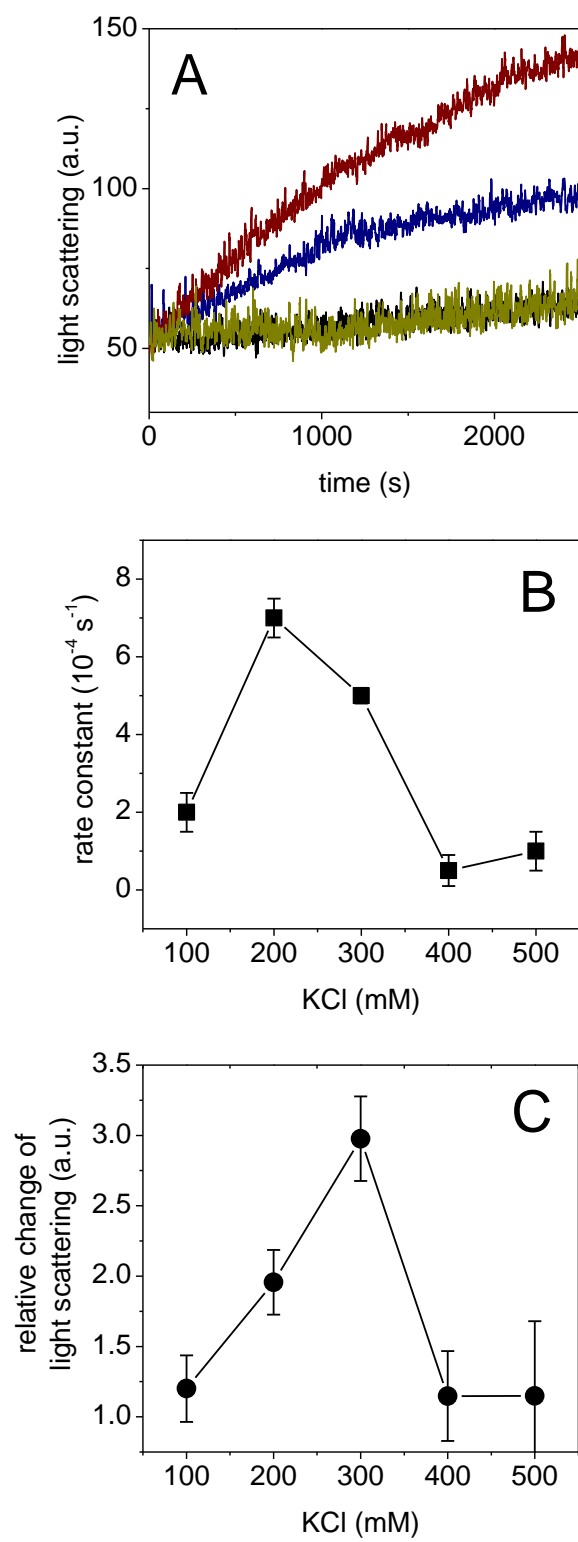 A
150
100
50
light scattering (a.u.)
0 1000 2000
time (s)
B
8
6
4
2
0
rate constant (10⁻⁴ s⁻¹)
100 200 300 400 500
KCl (mM)
C
3.5
3.0
2.5
2.0
1.5
1.0
relative change of
light scattering (a.u.)
100 200 300 400 500
KCl (mM)